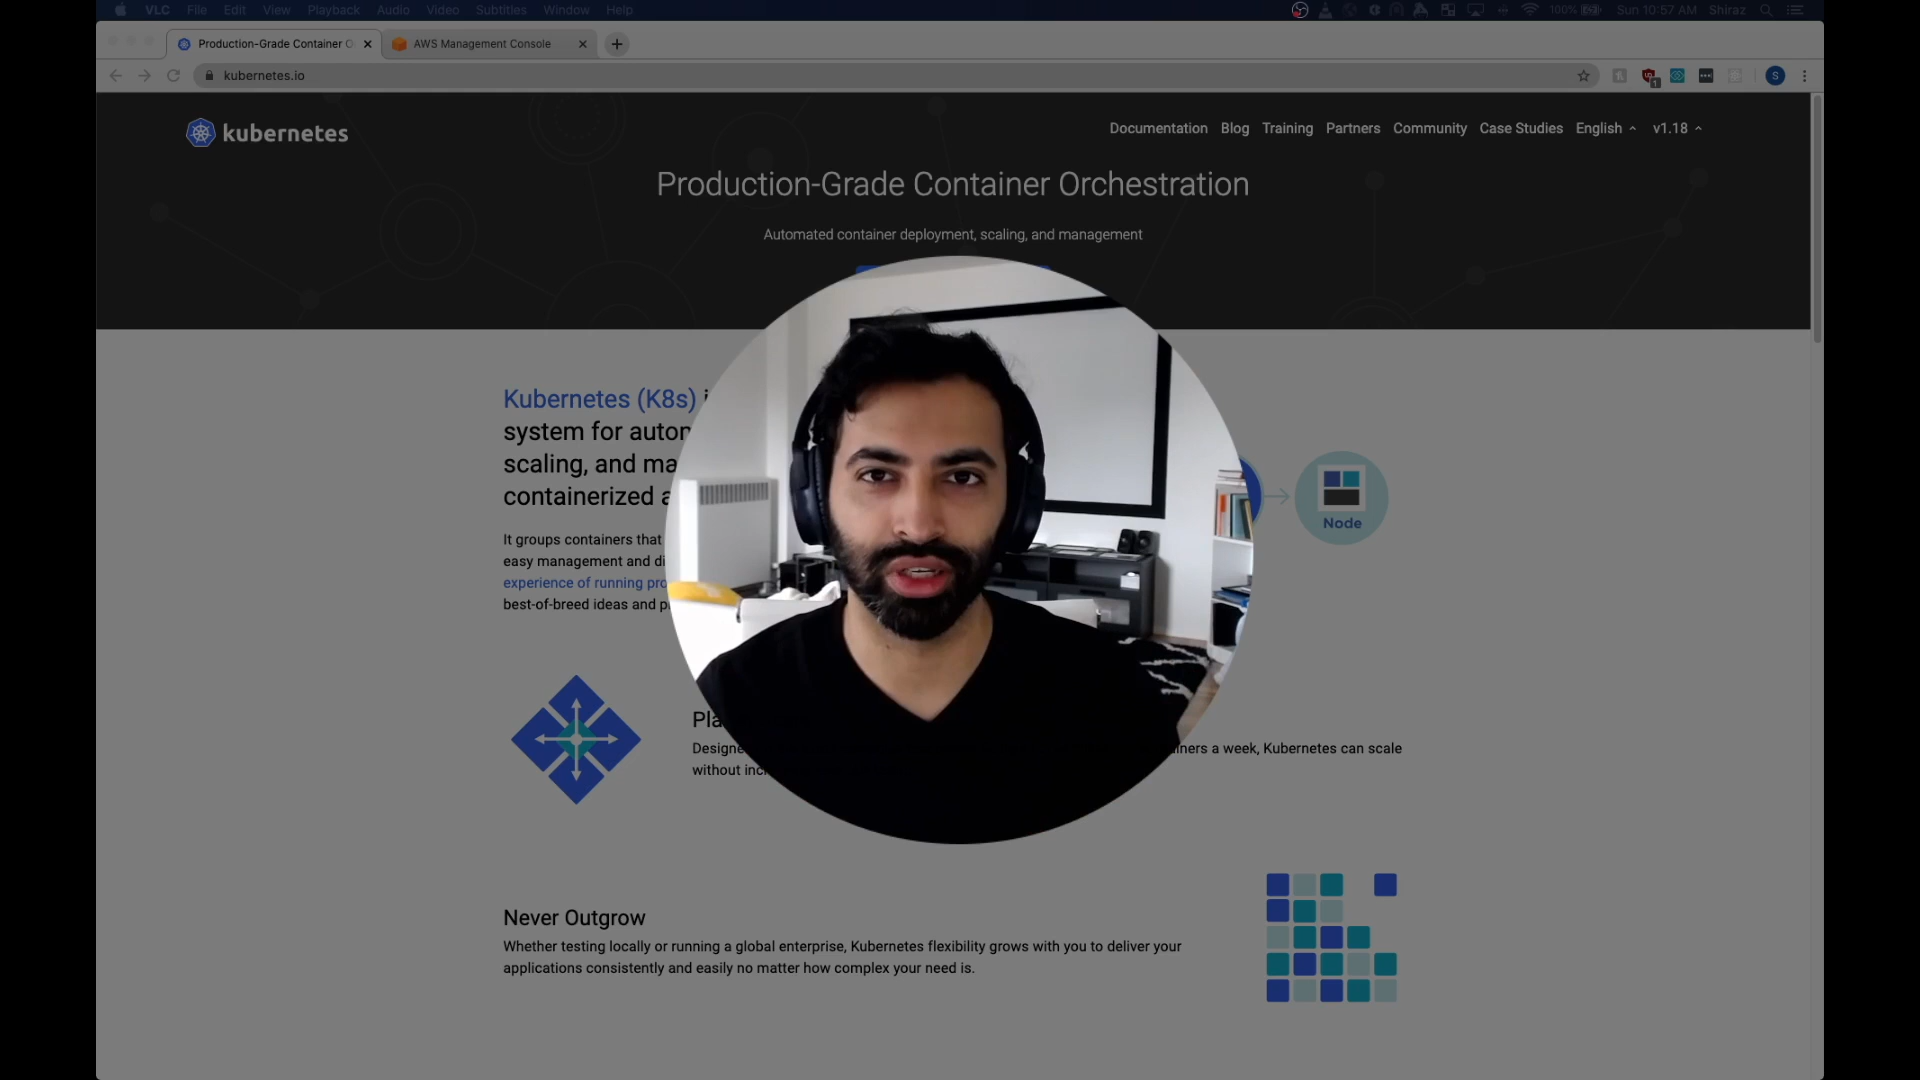 VLC File Edit View Playback Audio Video Subtitles Window Help
100% Sun 10:57 AM Shiraz
Production-Grade Container O
AWS Management Console
kubernetes.io
S
1
kubernetes
Documentation Blog Training Partners Community Case Studies English v1.18
Production-Grade Container Orchestration
Automated container deployment, scaling, and management
Kubernetes (K8s)
system for autom
scaling, and ma
containerized a
Node
It groups containers that
easy management and di
experience of running pro
best-of-breed ideas and p
Pla
Designe
iners a week, Kubernetes can scale
without incr
Never Outgrow
Whether testing locally or running a global enterprise, Kubernetes flexibility grows with you to deliver your
applications consistently and easily no matter how complex your need is.